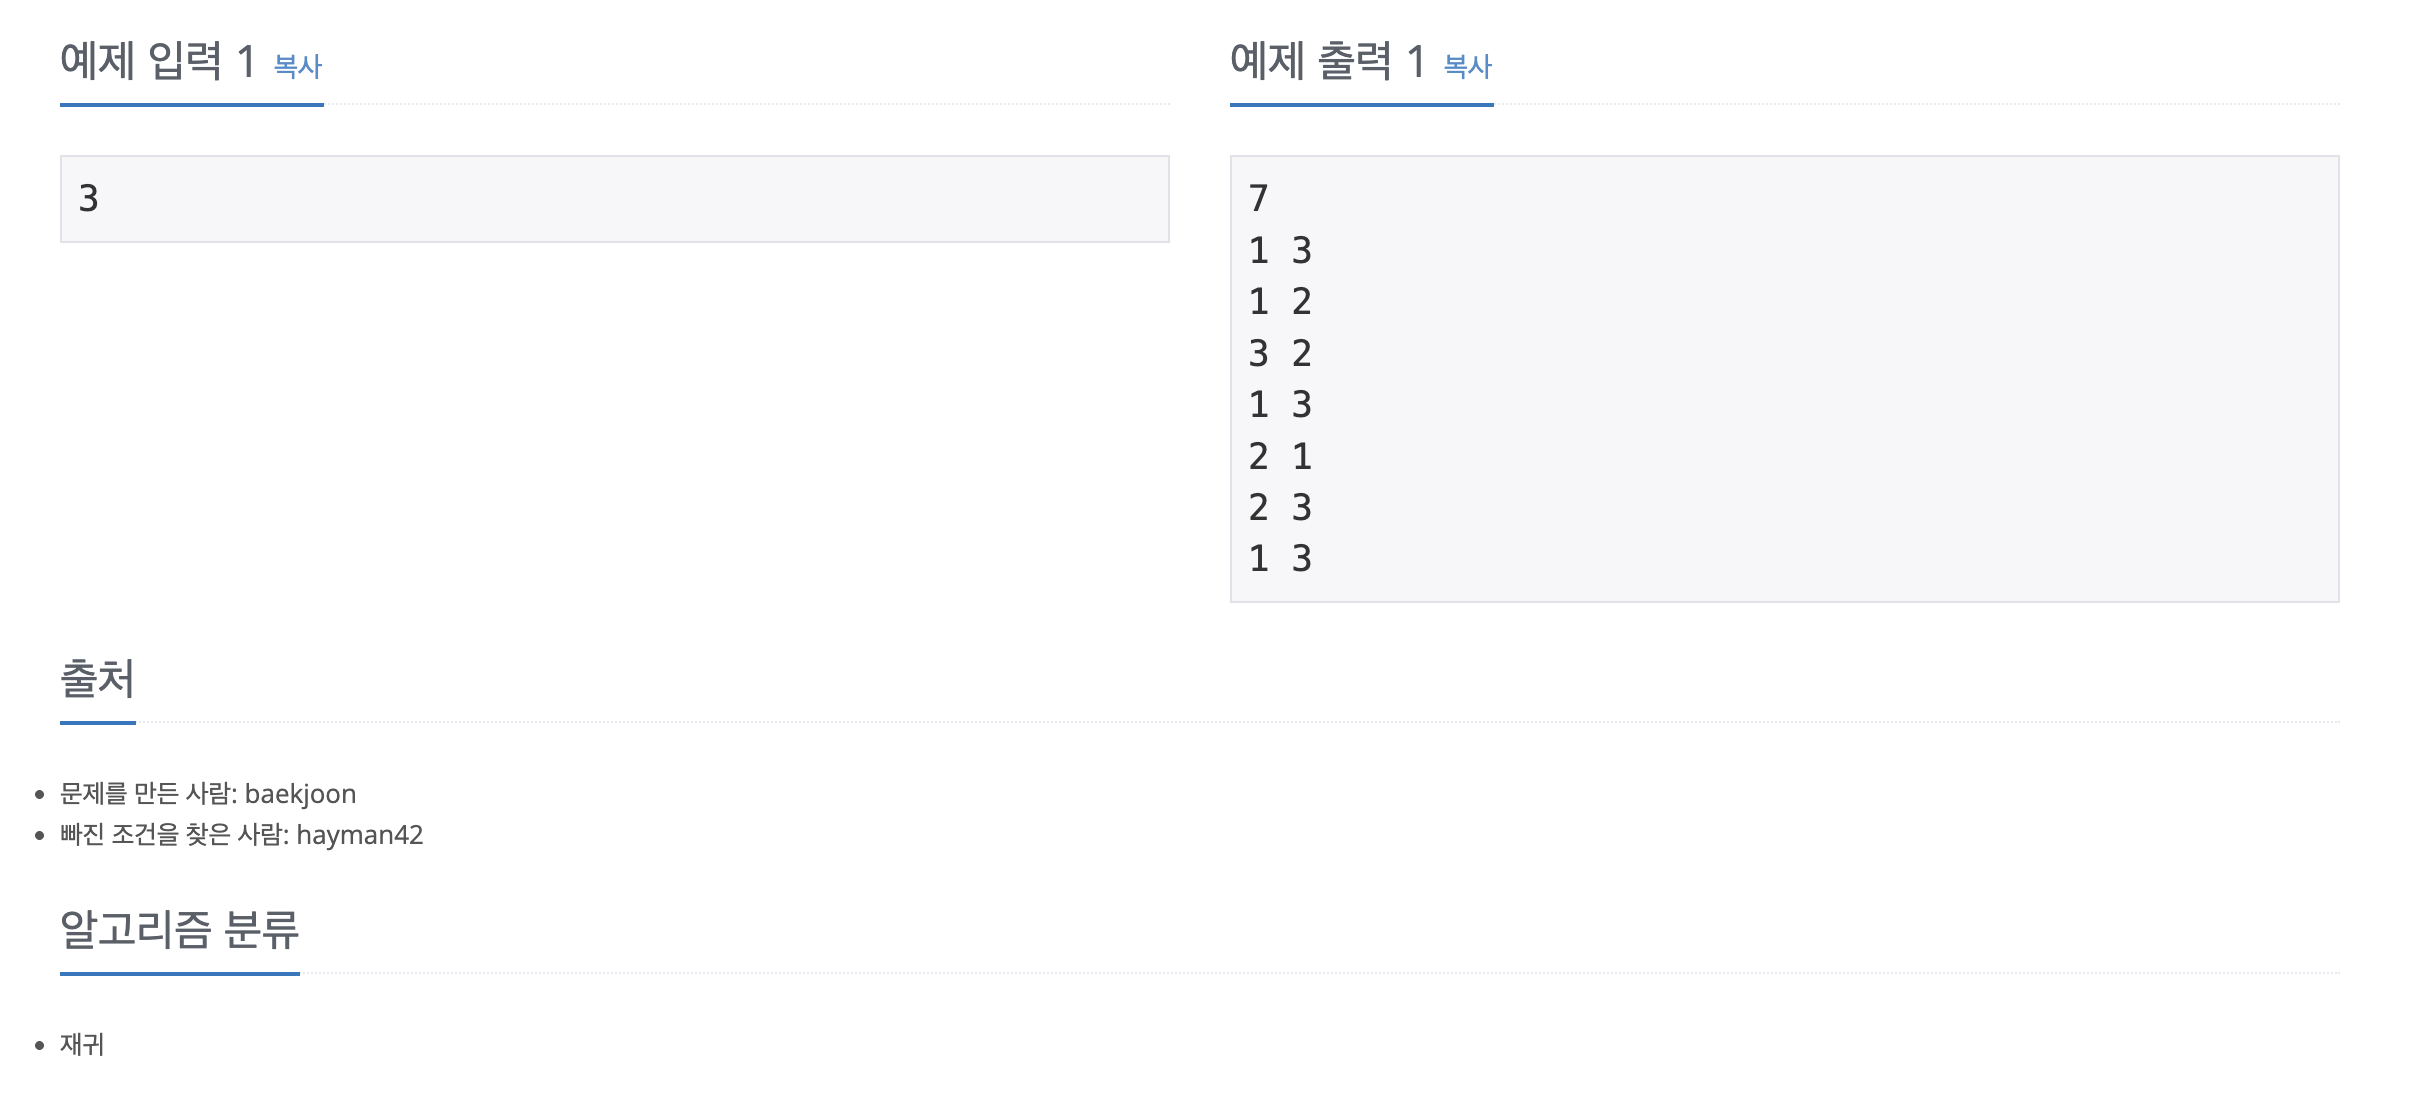 예제 입력 1 복사
3
예제 출력 1 복사
7
1 3
1 2
3 2
1 3
2 1
2 3
1 3
출처
문제를 만든 사람: baekjoon
빠진 조건을 찾은 사람: hayman42
알고리즘 분류
재귀